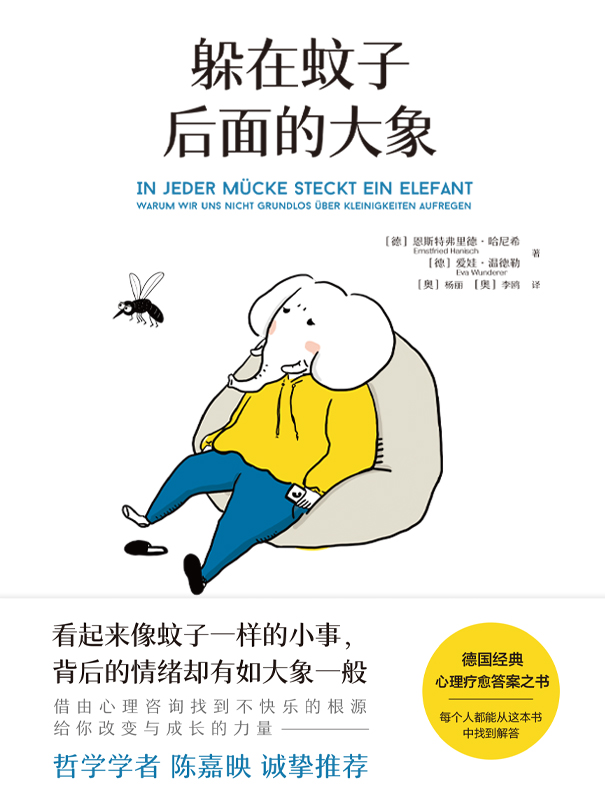 躲在蚊子
后面的大象
IN JEDER MÜCKE STECKT EIN ELEFANT
WARUM WIR UNS NICHT GRUNDLOS ÜBER KLEINIGKEITEN AUFREGEN
[德] 恩斯特弗里德·哈尼希
Ernstfried Hanisch
著
[德] 爱娃·温德勒
Eva Wunderer
[奥] 杨丽 [奥] 李鸥 译
看起来像蚊子一样的小事,
背后的情绪却有如大象一般
借由心理咨询找到不快乐的根源
给你改变与成长的力量
哲学学者 陈嘉映 诚挚推荐
德国经典
心理疗愈答案之书
每个人都能从这本书
中找到解答